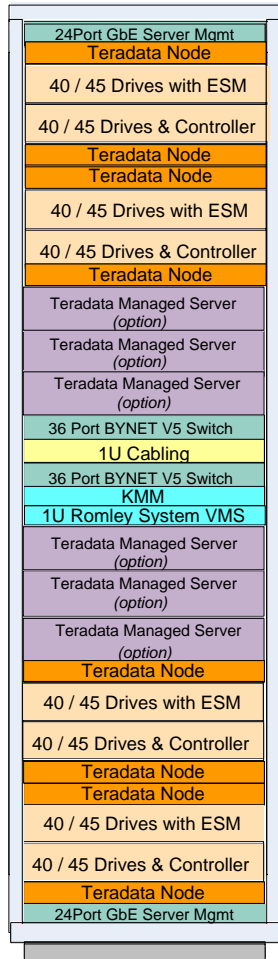 24Port GbE Server Mgmt
Teradata Node
40 / 45 Drives with ESM
40 / 45 Drives & Controller
Teradata Node
Teradata Node
40 / 45 Drives with ESM
40 / 45 Drives & Controller
Teradata Node
Teradata Managed Server
(option)
Teradata Managed Server
(option)
Teradata Managed Server
(option)
36 Port BYNET V5 Switch
1U Cabling
36 Port BYNET V5 Switch
KMM
1U Romley System VMS
Teradata Managed Server
(option)
Teradata Managed Server
(option)
Teradata Managed Server
(option)
Teradata Node
40 / 45 Drives with ESM
40 / 45 Drives & Controller
Teradata Node
Teradata Node
40 / 45 Drives with ESM
40 / 45 Drives & Controller
Teradata Node
24Port GbE Server Mgmt